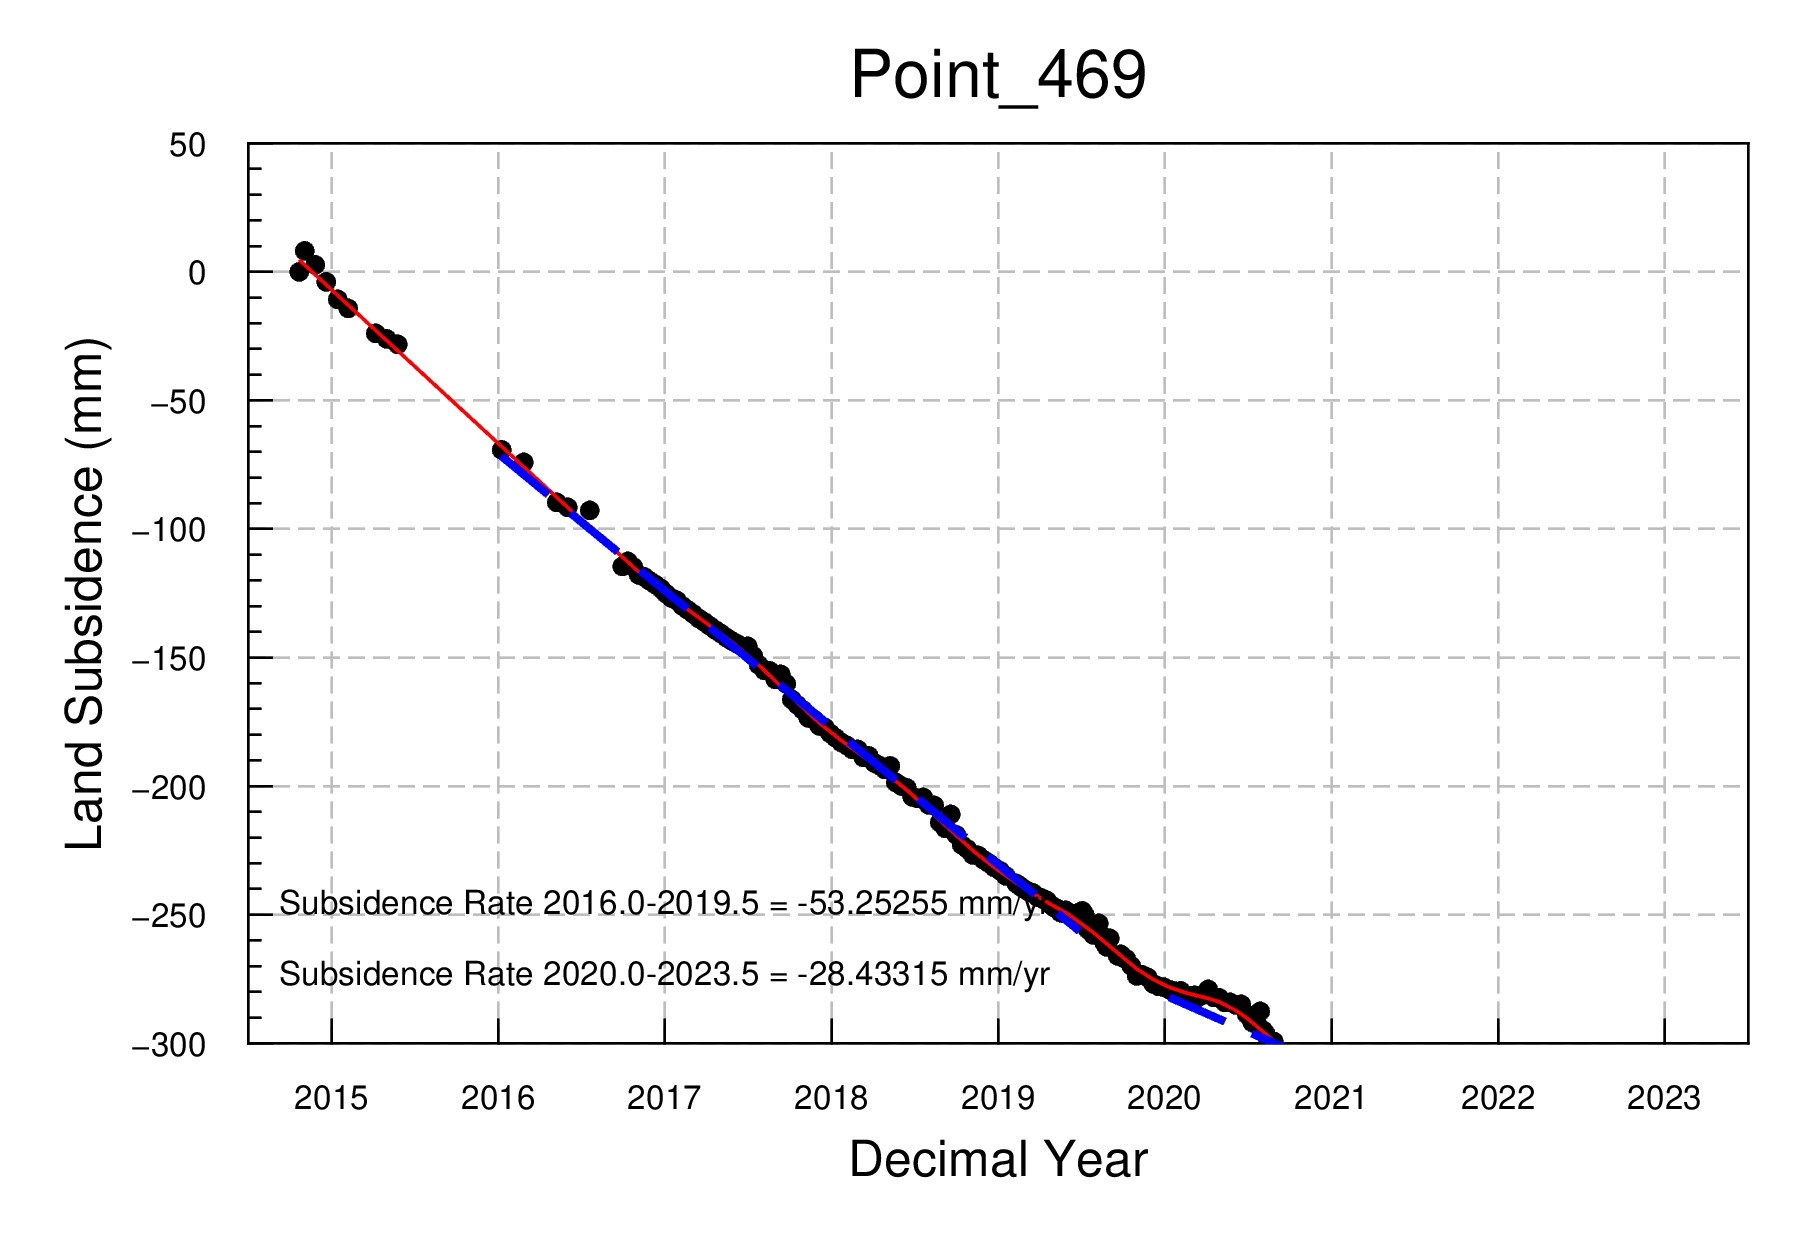 Point_469
50
0
−50
−100
−150
−200
−250
−300
Land Subsidence (mm)
Subsidence Rate 2016.0-2019.5 = -53.25255 mm/yr
Subsidence Rate 2020.0-2023.5 = -28.43315 mm/yr
2015 2016 2017 2018 2019 2020 2021 2022 2023
Decimal Year